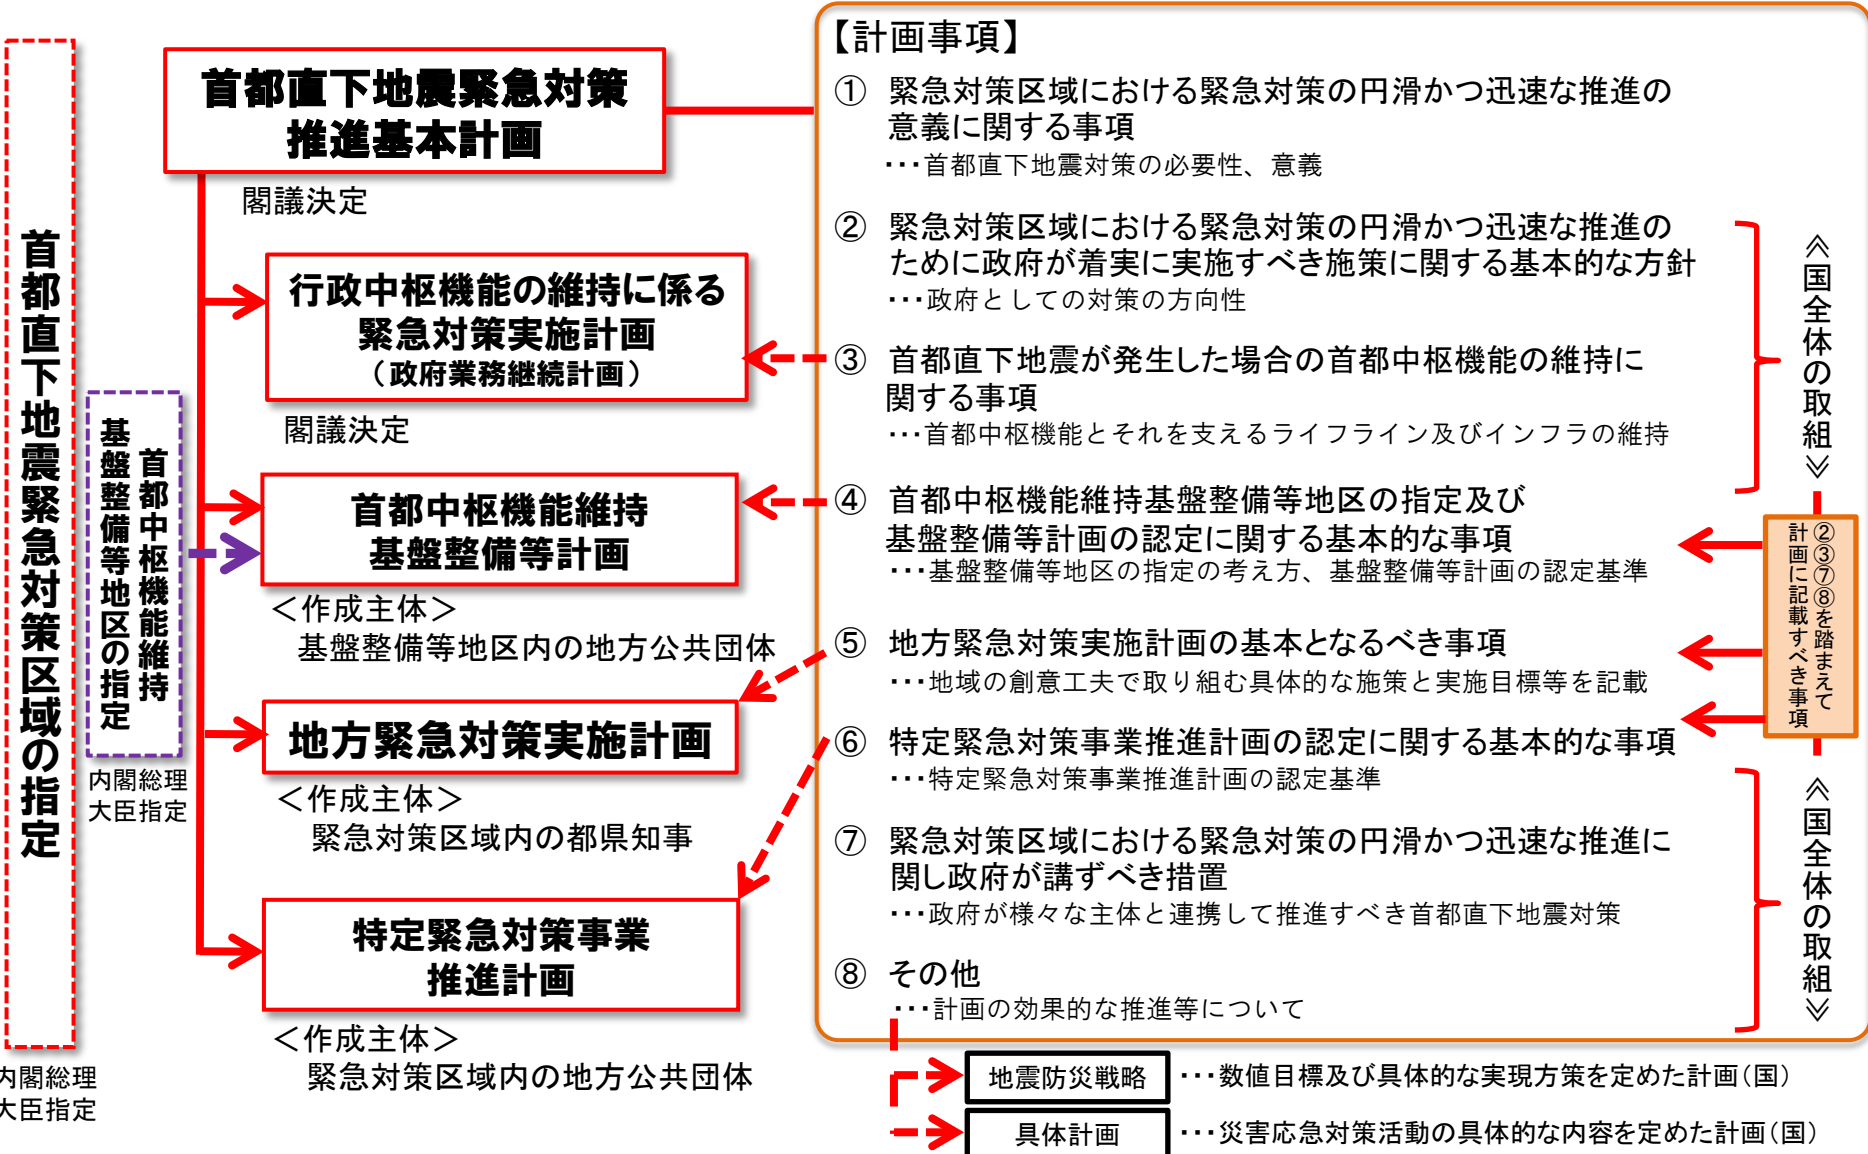 首都直下地震緊急対策区域の指定
内閣総理
大臣指定
首都中枢機能維持
基盤整備等地区の指定
内閣総理
大臣指定
首都直下地震緊急対策
推進基本計画
閣議決定
行政中枢機能の維持に係る
緊急対策実施計画
（政府業務継続計画）
閣議決定
首都中枢機能維持
基盤整備等計画
＜作成主体＞
基盤整備等地区内の地方公共団体
地方緊急対策実施計画
＜作成主体＞
緊急対策区域内の都県知事
特定緊急対策事業
推進計画
＜作成主体＞
緊急対策区域内の地方公共団体
【計画事項】
① 緊急対策区域における緊急対策の円滑かつ迅速な推進の
意義に関する事項
･･･首都直下地震対策の必要性、意義
② 緊急対策区域における緊急対策の円滑かつ迅速な推進の
ために政府が着実に実施すべき施策に関する基本的な方針
･･･政府としての対策の方向性
③ 首都直下地震が発生した場合の首都中枢機能の維持に
関する事項
･･･首都中枢機能とそれを支えるライフライン及びインフラの維持
④ 首都中枢機能維持基盤整備等地区の指定及び
基盤整備等計画の認定に関する基本的な事項
･･･基盤整備等地区の指定の考え方、基盤整備等計画の認定基準
⑤ 地方緊急対策実施計画の基本となるべき事項
･･･地域の創意工夫で取り組む具体的な施策と実施目標等を記載
⑥ 特定緊急対策事業推進計画の認定に関する基本的な事項
･･･特定緊急対策事業推進計画の認定基準
⑦ 緊急対策区域における緊急対策の円滑かつ迅速な推進に
関し政府が講ずべき措置
･･･政府が様々な主体と連携して推進すべき首都直下地震対策
⑧ その他
･･･計画の効果的な推進等について
≪国全体の取組≫
②③⑦⑧を踏まえて
計画に記載すべき事項
≪国全体の取組≫
地震防災戦略 ･･･数値目標及び具体的な実現方策を定めた計画（国）
具体計画 ･･･災害応急対策活動の具体的な内容を定めた計画（国）